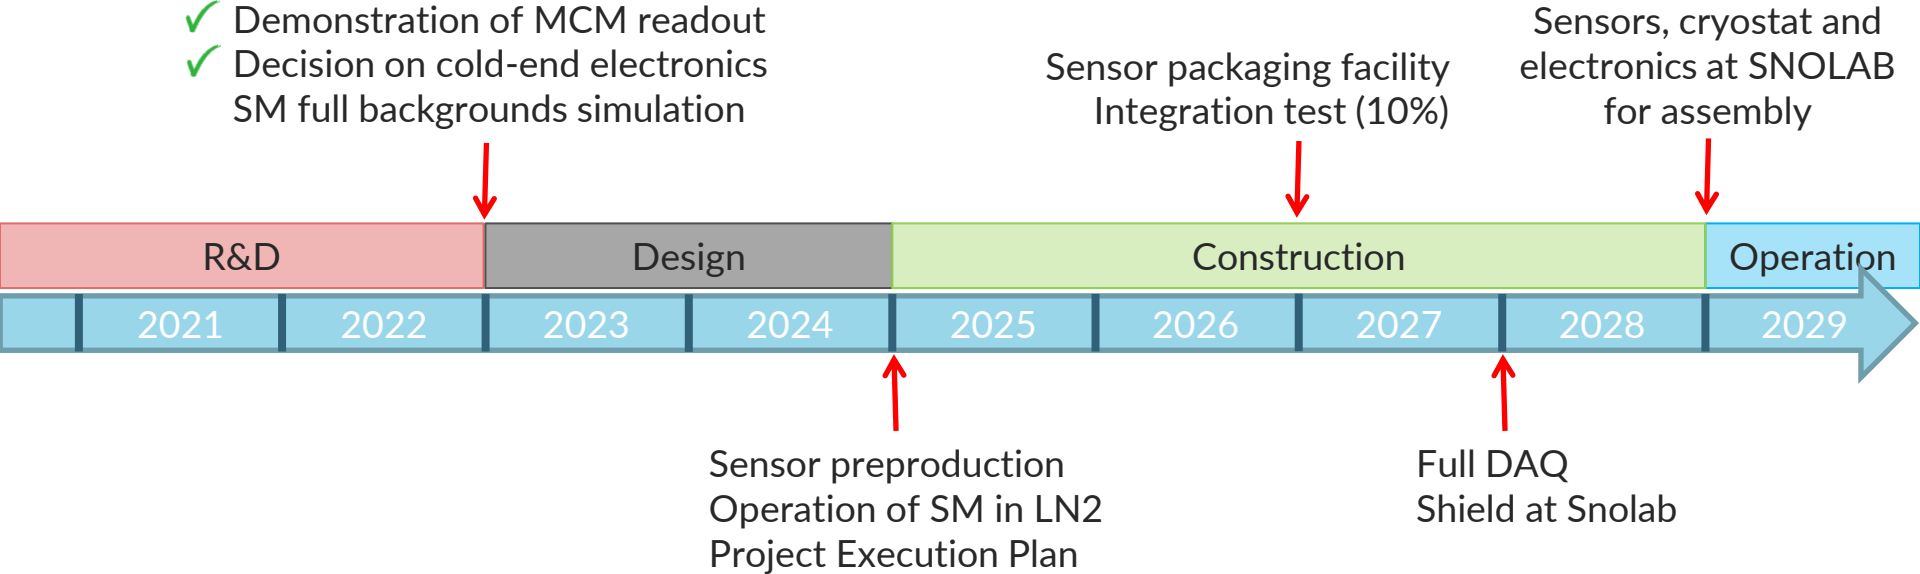 Demonstration of MCM readout
Decision on cold-end electronics
SM full backgrounds simulation
Sensor packaging facility
Integration test (10%)
Sensors, cryostat and
electronics at SNOLAB
for assembly
R&D
Design
Construction
Operation
2021
2022
2023
2024
2025
2026
2027
2028
2029
Sensor preproduction
Operation of SM in LN2
Project Execution Plan
Full DAQ
Shield at Snolab